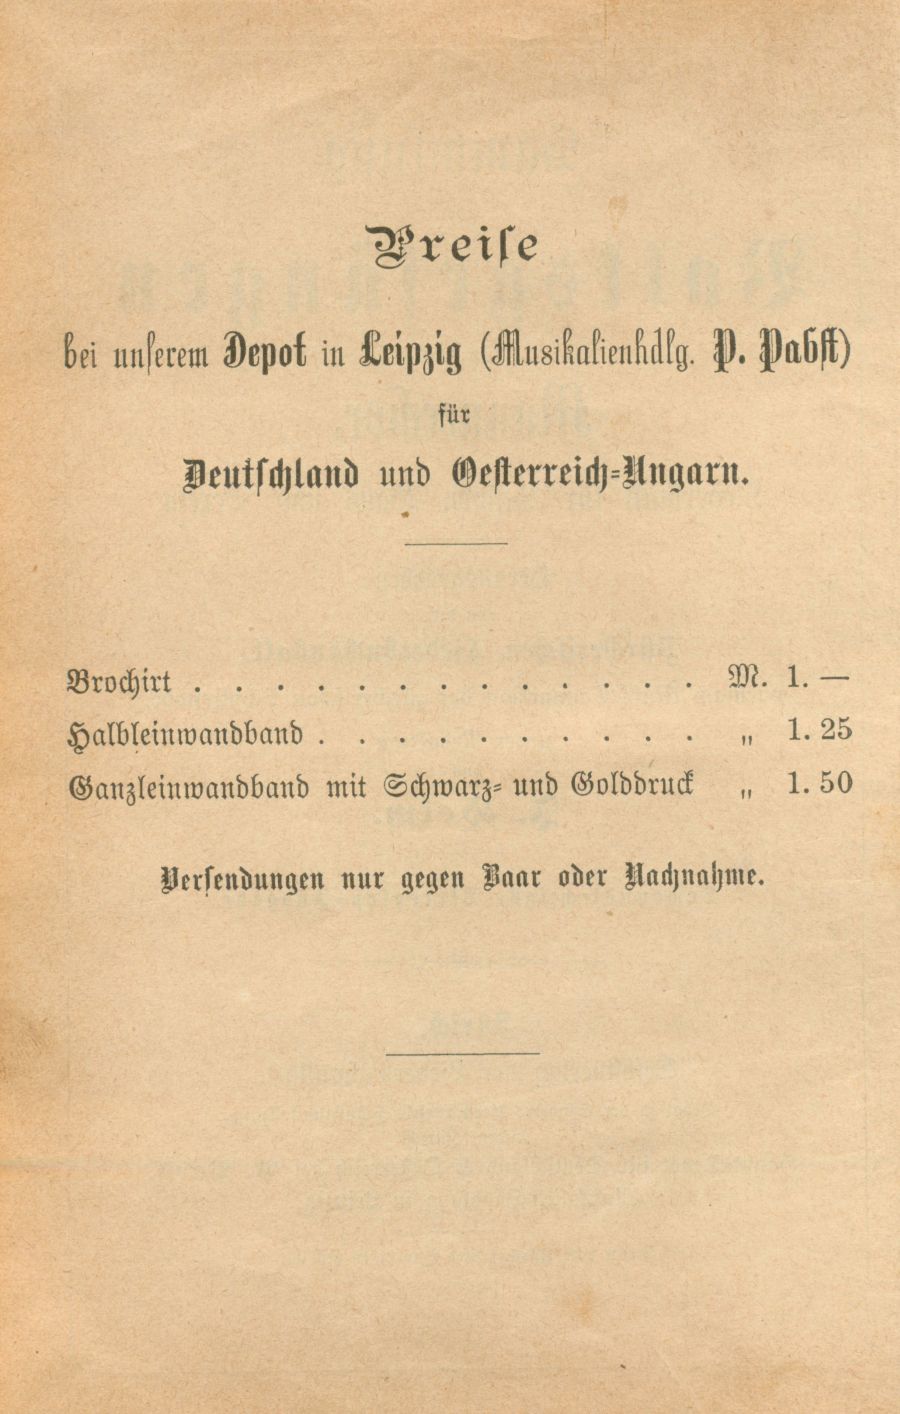 Preise
bei unserem Depot in Leipzig (Musikalienhdlg. P. Pabst)
für
Deutschland und Oesterreich-Ungarn.
Brochirt . . . . . . . . . . . . . M. 1. —
Halbleinwandband . . . . . . . . . . „ 1. 25
Ganzleinwandband mit Schwarz- und Golddruck „ 1. 50
Versendungen nur gegen Baar oder Nachnahme.